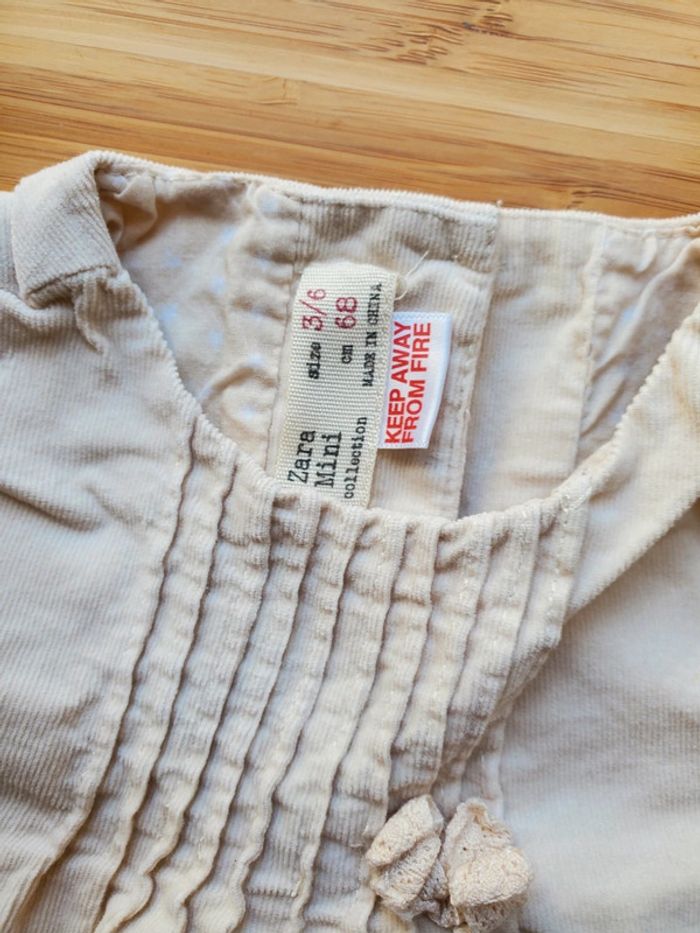 Zara
Mini
collection
size 3/6
cm 68
MADE IN CHINA
KEEP AWAY
FROM FIRE